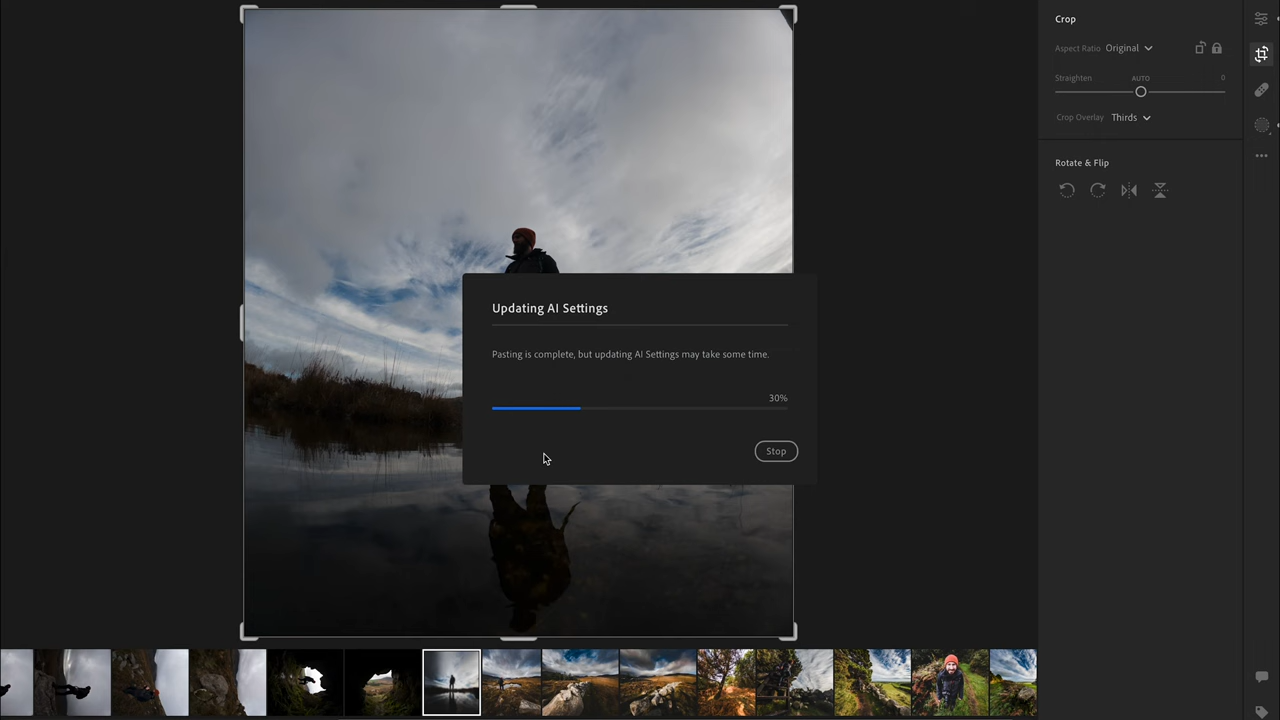 Crop
Aspect Ratio Original
Straighten AUTO 0
Crop Overlay Thirds
Rotate & Flip
Updating AI Settings
Pasting is complete, but updating AI Settings may take some time.
30%
Stop